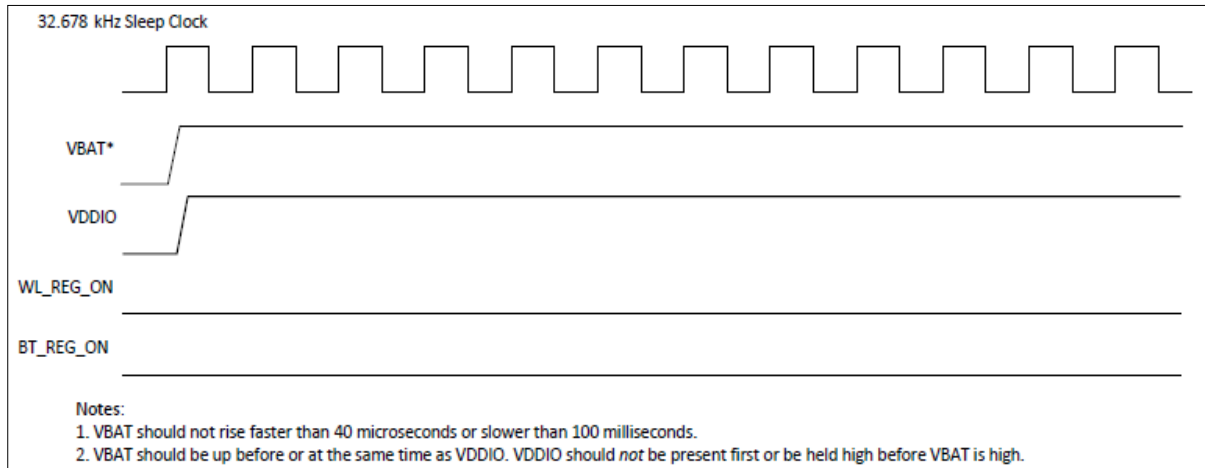 32.678 kHz Sleep Clock
VBAT*
VDDIO
WL_REG_ON
BT_REG_ON
Notes:
1. VBAT should not rise faster than 40 microseconds or slower than 100 milliseconds.
2. VBAT should be up before or at the same time as VDDIO. VDDIO should not be present first or be held high before VBAT is high.